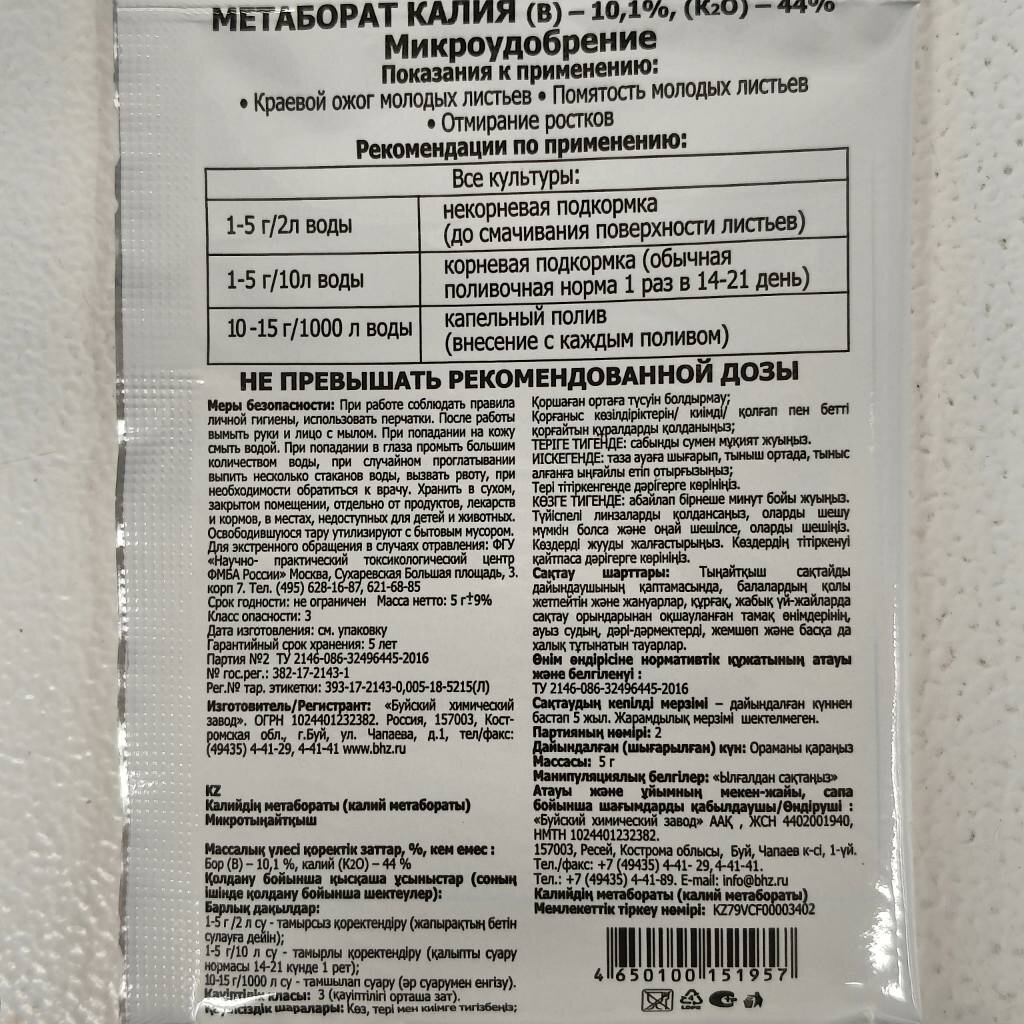 МЕТАБОРАТ КАЛИЯ (В) – 10,1%, (K₂O) – 44%
Микроудобрение
Показания к применению:
• Краевой ожог молодых листьев • Помятость молодых листьев
• Отмирание ростков
Рекомендации по применению:
Все культуры:
1-5 г/2л воды
некорневая подкормка
(до смачивания поверхности листьев)
1-5 г/10л воды
корневая подкормка (обычная
поливочная норма 1 раз в 14-21 день)
10-15 г/1000 л воды
капельный полив
(внесение с каждым поливом)
НЕ ПРЕВЫШАТЬ РЕКОМЕНДОВАННОЙ ДОЗЫ
Меры безопасности: При работе соблюдать правила
личной гигиены, использовать перчатки. После работы
вымыть руки и лицо с мылом. При попадании на кожу
смыть водой. При попадании в глаза промыть большим
количеством воды, при случайном проглатывании
выпить несколько стаканов воды, вызвать рвоту, при
необходимости обратиться к врачу. Хранить в сухом,
закрытом помещении, отдельно от продуктов, лекарств
и кормов, в местах, недоступных для детей и животных.
Освободившуюся тару утилизируют с бытовым мусором.
Для экстренного обращения в случаях отравления: ФГУ
«Научно- практический токсикологический центр
ФМБА России» Москва, Сухаревская Большая площадь, 3.
корп 7. Тел. (495) 628-16-87, 621-68-85
Срок годности: не ограничен Масса нетто: 5 г±9%
Класс опасности: 3
Дата изготовления: см. упаковку
Гарантийный срок хранения: 5 лет
Партия №2 ТУ 2146-086-32496445-2016
№ гос.рег.: 382-17-2143-1
Рег.№ тар. этикетки: 393-17-2143-0,005-18-5215(Л)
Изготовитель/Регистрант: «Буйский химический
завод». ОГРН 1024401232382. Россия, 157003, Кост-
ромская обл., г.Буй, ул. Чапаева, д.1, тел/факс:
(49435) 4-41-29, 4-41-41 www.bhz.ru
KZ
Калийдің метабораты (калий метабораты)
Микротыңайтқыш
Массалық үлесі қоректік заттар, %, кем емес :
Бор (В) – 10,1 %, калий (К2О) – 44 %
Қолдану бойынша қысқаша ұсыныстар (соның
ішінде қолдану бойынша шектеулер):
Барлық дақылдар:
1-5 г /2 л су - тамырсыз қоректендіру (жапырақтың бетін
сулауға дейін);
1-5 г/10 л су - тамырлы қоректендіру (қалыпты суару
нормасы 14-21 күнде 1 рет);
10-15 г/1000 л су - тамшылап суару (әр суарумен енгізу).
Қауіптілік класы: 3 (қауіптілігі орташа зат).
Қауіпсіздік шаралары: Көз, тері мен киімге тигізбеңіз;
Қоршаған ортаға түсуін болдырмау;
Қорғаныс көзілдіріктерін/ киімді/ қолғап пен бетті
қорғайтын құралдарды қолданыңыз;
ТЕРІГЕ ТИГЕНДЕ: сабынды сумен мұқият жуыңыз.
ИІСКЕГЕНДЕ: таза ауаға шығарып, тыныш ортада, тыныс
алғанға ыңғайлы етіп отырғызыңыз;
Тері тітіркенгенде дәрігерге көрініңіз.
КӨЗГЕ ТИГЕНДЕ: абайлап бірнеше минут бойы жуыңыз.
Түйіспелі линзаларды қолдансаңыз, оларды шешу
мүмкін болса және оңай шешілсе, оларды шешіңіз.
Көздерді жууды жалғастырыңыз. Көздердің тітіркенуі
қайтпаса дәрігерге көрініңіз.
Сақтау шарттары: Тыңайтқыш сақтайды
дайындаушының қаптамасында, балалардың қолы
жетпейтін және жануарлар, құрғақ, жабық үй-жайларда
сақтау орындарынан оқшауланған тамақ өнімдерінің,
ауыз судың, дәрі-дәрмектерді, жемшөп және басқа да
халық тұтынатын тауарлар.
Өнім өндірісіне нормативтік құжатының атауы
және белгіленуі :
ТУ 2146-086-32496445-2016
Сақтаудың кепілді мерзімі – дайындалған күннен
бастап 5 жыл. Жарамдылық мерзімі шектелмеген.
Партияның нөмірі: 2
Дайындалған (шығарылған) күн: Ораманы қараңыз
Массасы: 5 г
Манипуляциялық белгілер: «Ылғалдан сақтаңыз»
Атауы және ұйымның мекен-жайы, сапа
бойынша шағымдарды қабылдаушы/Өндіруші :
«Буйский химический завод» ААҚ , ЖСН 4402001940,
НМТН 1024401232382.
157003, Ресей, Кострома облысы, Буй, Чапаев к-сі, 1-үй.
Тел./факс: +7 (49435) 4-41- 29, 4-41-41.
Тел.: +7 (49435) 4-41-89. E-mail: info@bhz.ru
Калийдің метабораты (калий метабораты)
Мемлекеттік тіркеу нөмірі: KZ79VCF00003402
4 650100 151957